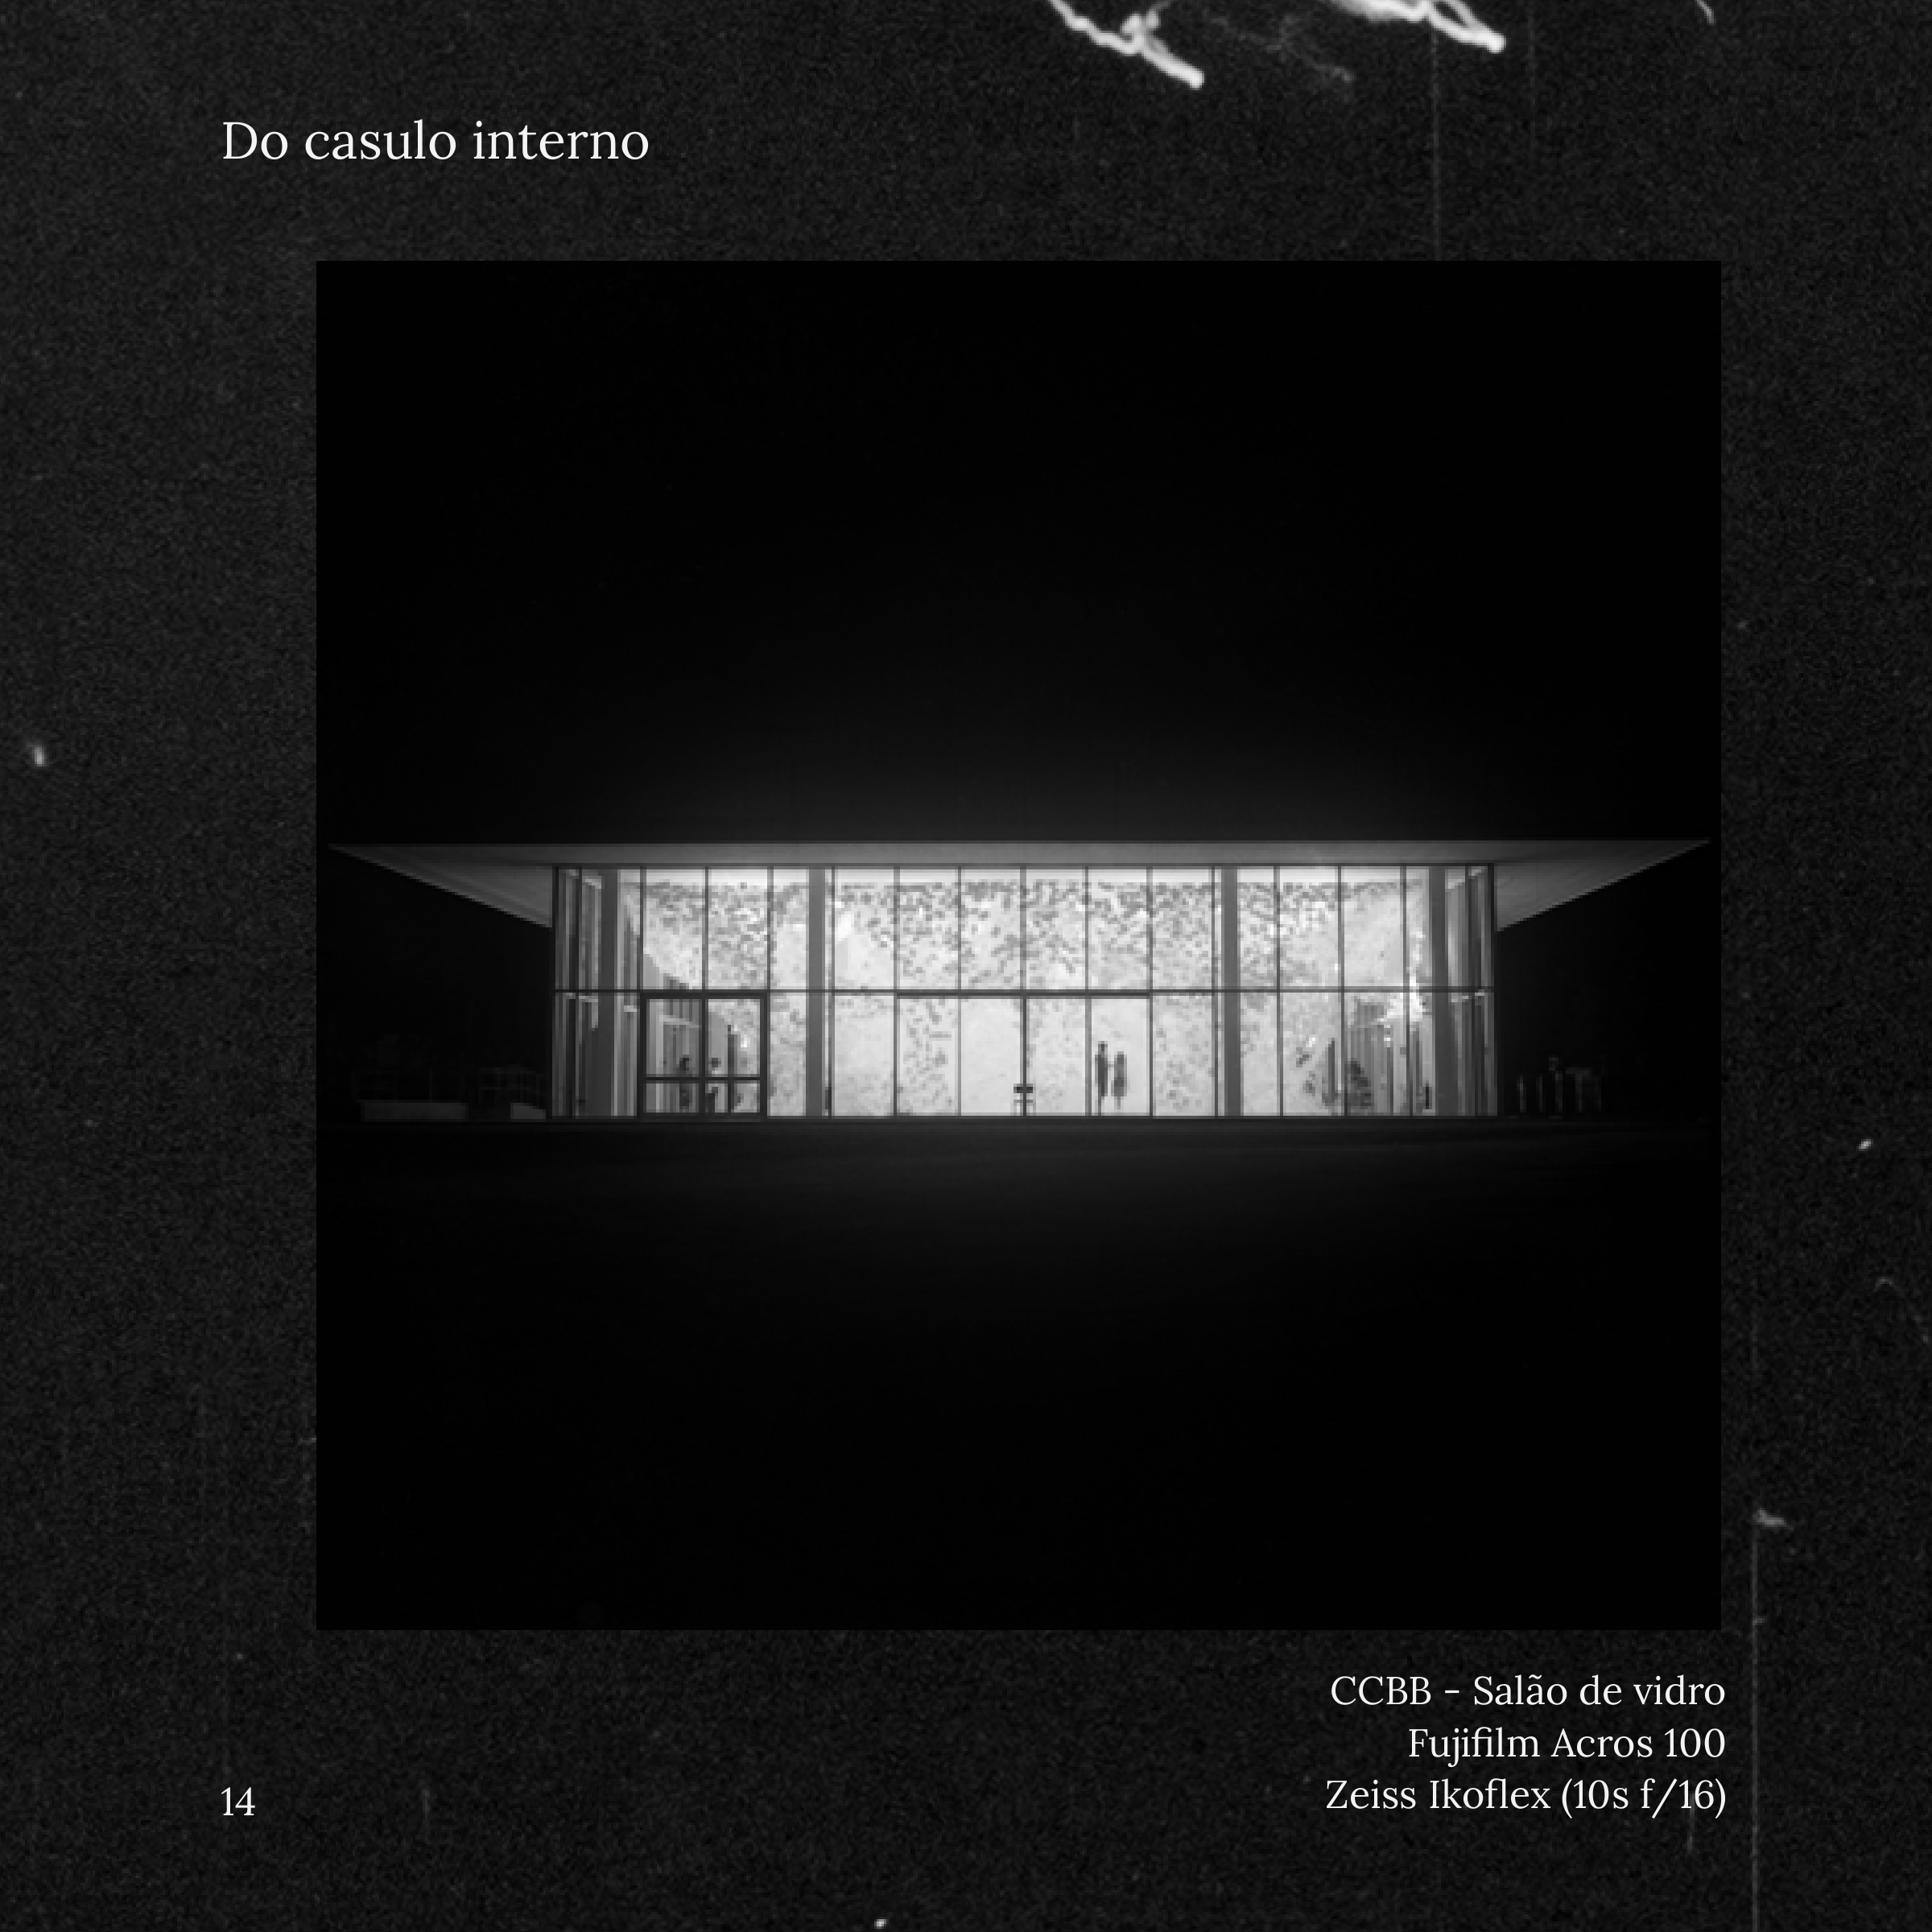 Do casulo interno
CCBB - Salão de vidro
Fujifilm Acros 100
Zeiss Ikoflex (10s f/16)
14